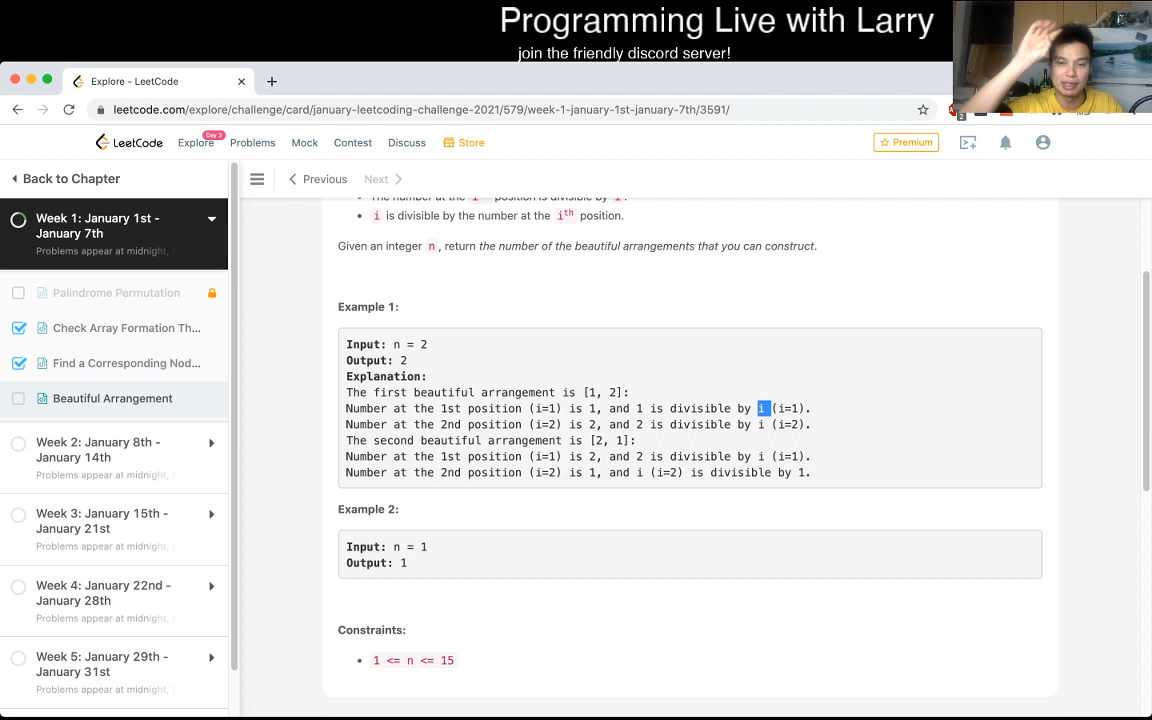 Programming Live with Larry
join the friendly discord server!
Explore - LeetCode
leetcode.com/explore/challenge/card/january-leetcoding-challenge-2021/579/week-1-january-1st-january-7th/3591/
2
LeetCode
Explore
Day 3
Problems
Mock
Contest
Discuss
Store
Premium
Back to Chapter
Previous
Next
Week 1: January 1st -
January 7th
Problems appear at midnight,
Palindrome Permutation
Check Array Formation Th...
Find a Corresponding Nod...
Beautiful Arrangement
Week 2: January 8th -
January 14th
Problems appear at midnight,
Week 3: January 15th -
January 21st
Problems appear at midnight,
Week 4: January 22nd -
January 28th
Problems appear at midnight,
Week 5: January 29th -
January 31st
Problems appear at midnight,
The number at the position is divisible by i.
i is divisible by the number at the ith position.
Given an integer n, return the number of the beautiful arrangements that you can construct.
Example 1:
Input: n = 2
Output: 2
Explanation:
The first beautiful arrangement is [1, 2]:
Number at the 1st position (i=1) is 1, and 1 is divisible by i (i=1).
Number at the 2nd position (i=2) is 2, and 2 is divisible by i (i=2).
The second beautiful arrangement is [2, 1]:
Number at the 1st position (i=1) is 2, and 2 is divisible by i (i=1).
Number at the 2nd position (i=2) is 1, and i (i=2) is divisible by 1.
Example 2:
Input: n = 1
Output: 1
Constraints:
1 <= n <= 15